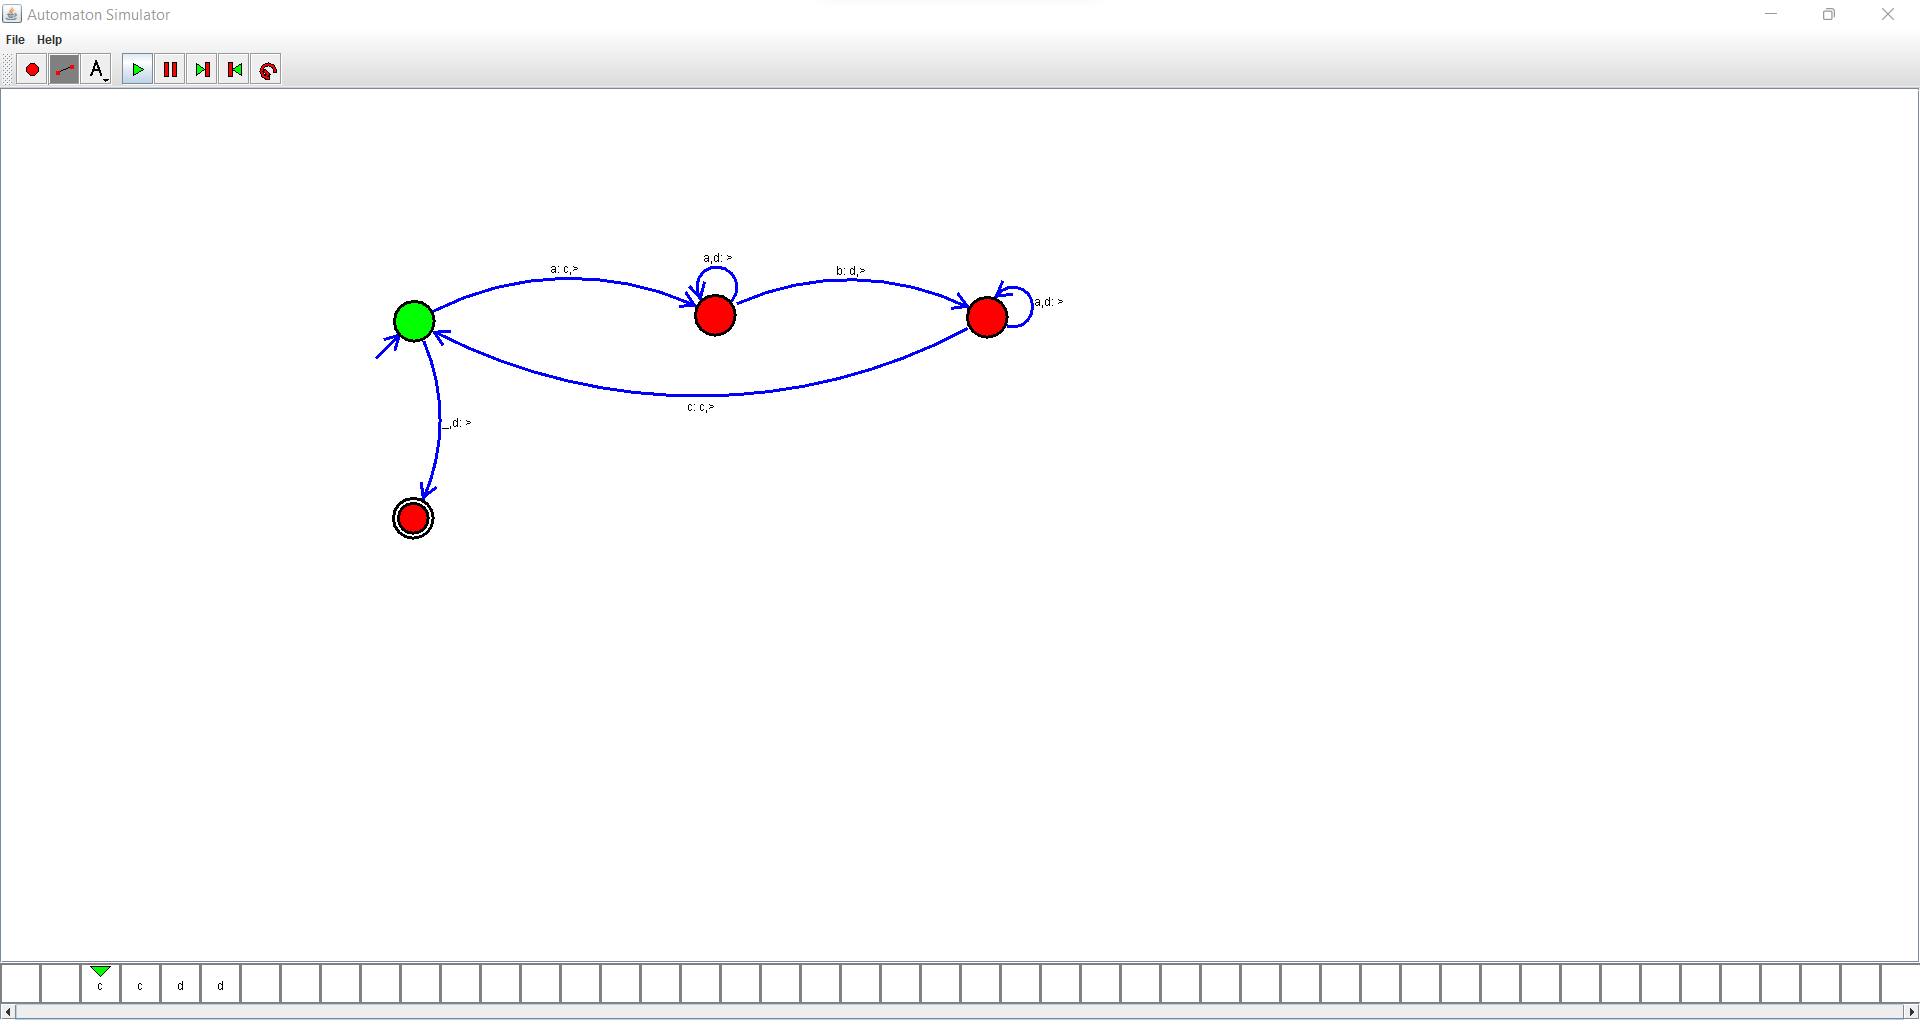 Automaton Simulator
File Help
A
a,d: >
a: c,>
b: d,>
a,d: >
c: c,>
_,d: >
c c d d